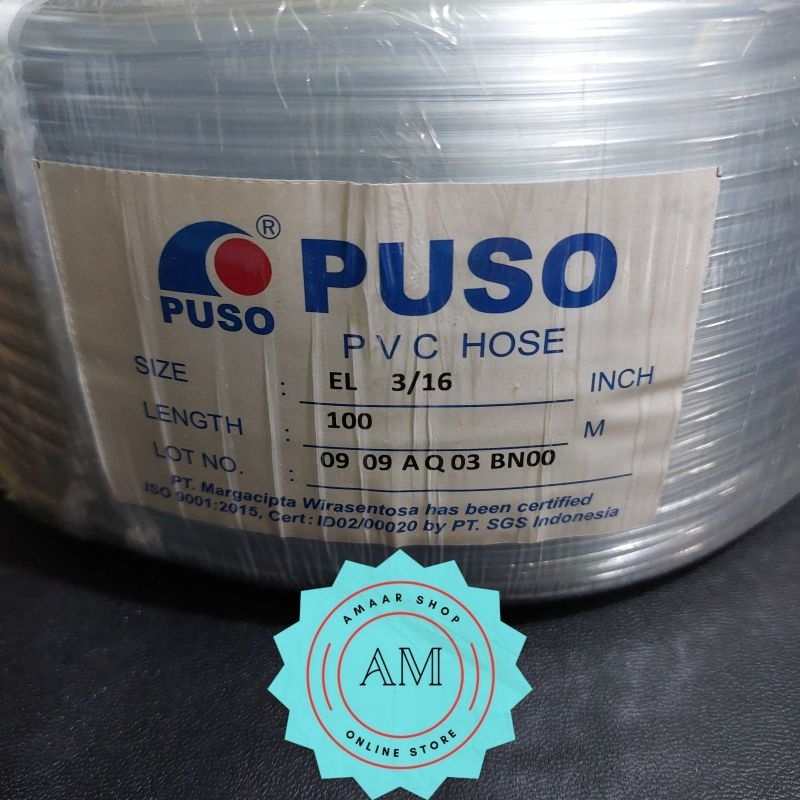 ®
PUSO
PUSO
PVC HOSE
SIZE : EL 3/16 INCH
LENGTH : 100 M
LOT NO. : 09 09 A Q 03 BN00
PT. Margacipta Wirasentosa has been certified
ISO 9001:2015, Cert: ID02/00020 by PT. SGS Indonesia
AMAAR SHOP
AM
ONLINE STORE